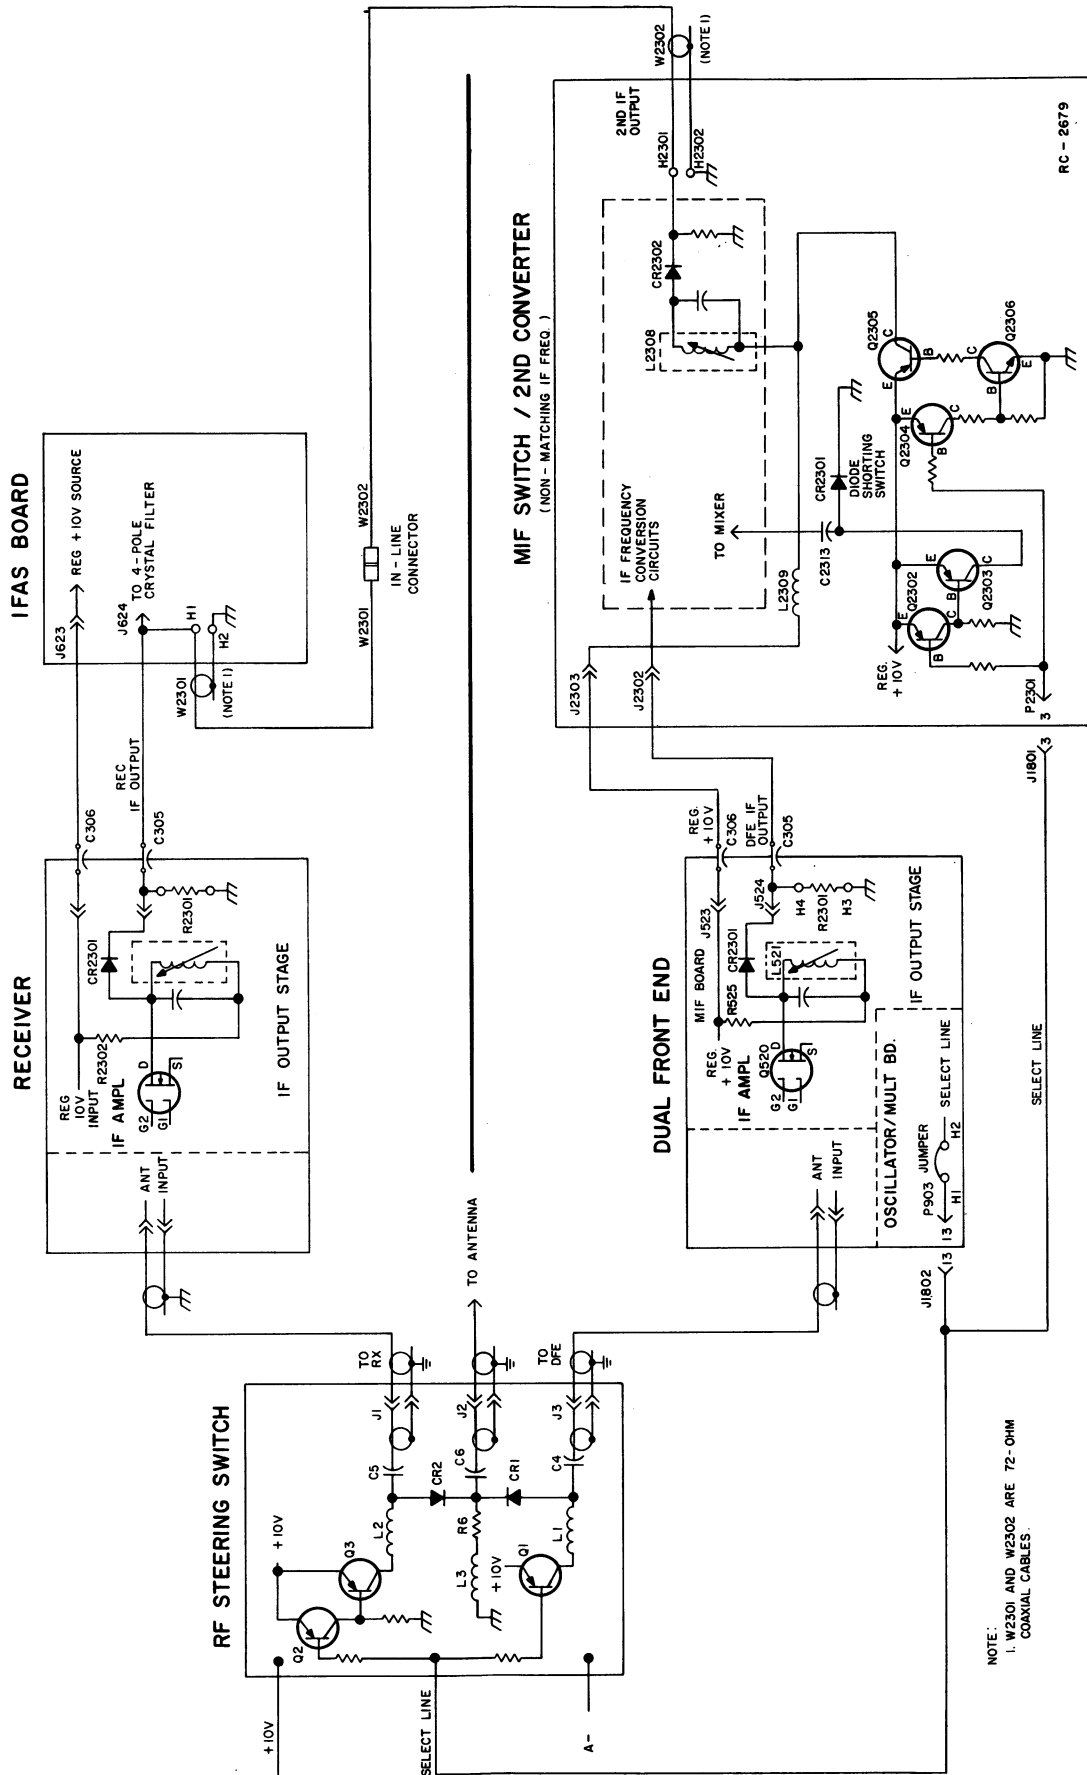 RF STEERING SWITCH
+10V
SELECT LINE
A-
Q2
Q3
+10V
L2
C5
J1
TO
RX
CR2
R6
L3
C6
J2
TO ANTENNA
CR1
+10V
Q1
L1
C4
J3
TO
DFE
RECEIVER
ANT
INPUT
REG
10V
INPUT
IF AMPL
R2302
G2
G1
D
S
CR2301
R2301
IF OUTPUT STAGE
C306
C305
REC
IF OUTPUT
IFAS BOARD
J623
REG +10V SOURCE
J624
TO 4-POLE
CRYSTAL FILTER
H1
H2
W2301
(NOTE 1)
W2301
W2302
IN-LINE
CONNECTOR
DUAL FRONT END
ANT
INPUT
REG.
+10V
IF AMPL
MIF BOARD
Q520
G2
G1
D
S
R525
CR2301
L521
J523
J524
H4
R2301
H3
IF OUTPUT STAGE
REG.
+10V
C306
DFE IF
OUTPUT
C305
OSCILLATOR/MULT BD.
P903
JUMPER
H1
H2
SELECT LINE
13
13
J1802
SELECT LINE
J1801
3
3
P2301
MIF SWITCH / 2ND CONVERTER
(NON-MATCHING IF FREQ.)
J2303
J2302
IF FREQUENCY
CONVERSION
CIRCUITS
L2308
CR2302
2ND IF
OUTPUT
H2301
H2302
W2302
(NOTE 1)
L2309
TO MIXER
C2313
CR2301
DIODE
SHORTING
SWITCH
REG.
+10V
Q2302
E
B
C
Q2303
E
B
C
Q2304
E
B
C
Q2305
E
B
C
Q2306
B
C
E
RC-2679
NOTE:
1. W2301 AND W2302 ARE 72-OHM
COAXIAL CABLES.